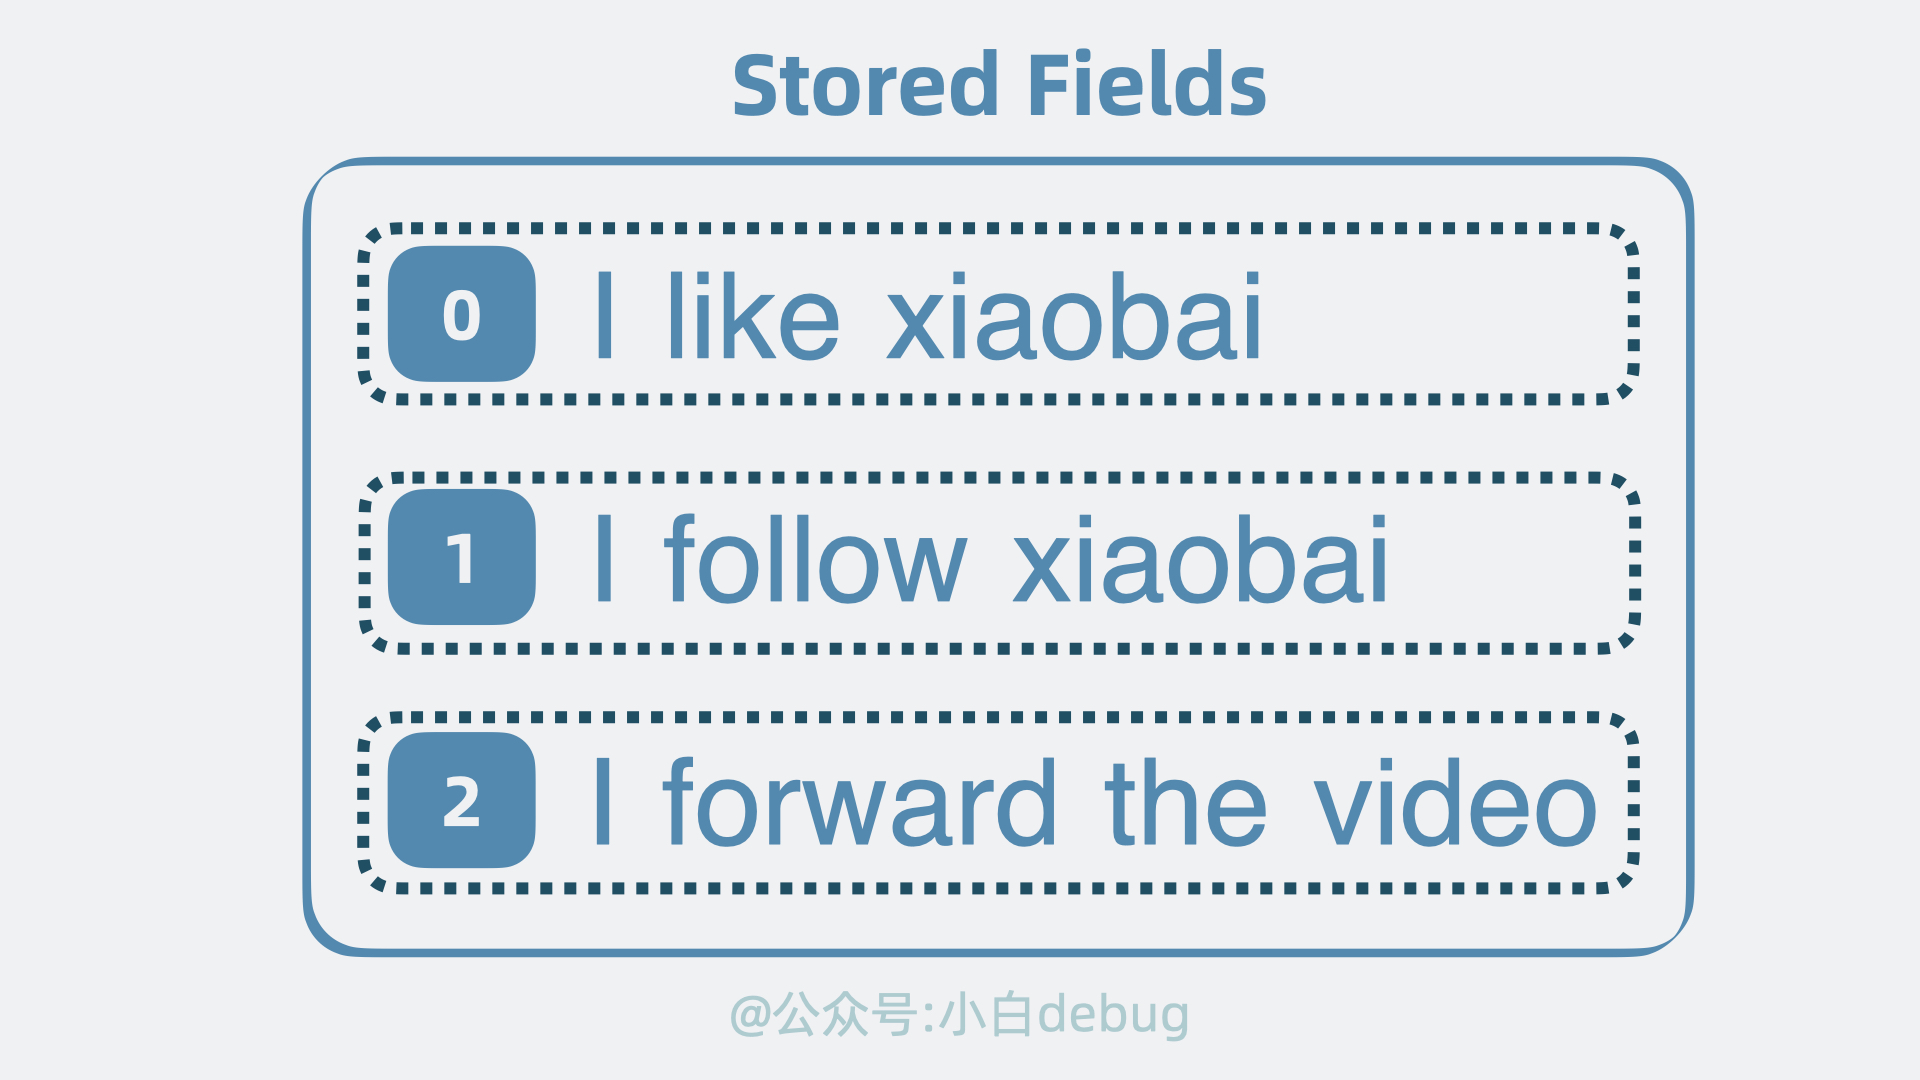 Stored Fields
0 I like xiaobai
1 I follow xiaobai
2 I forward the video
@公众号:小白debug